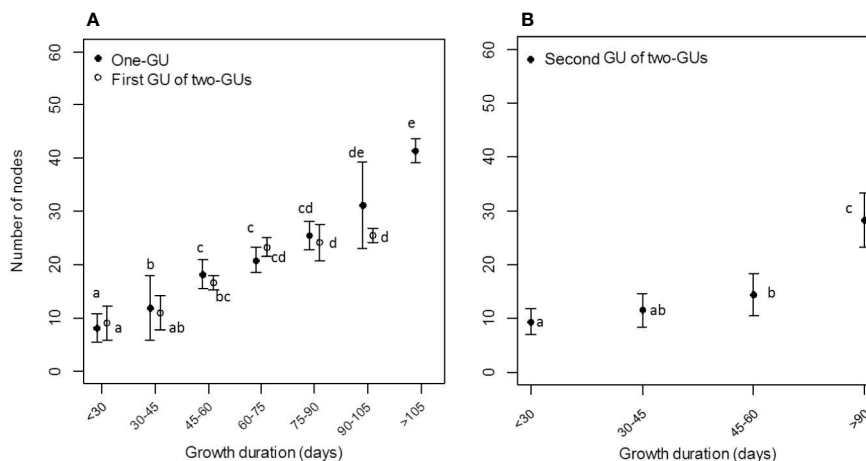 A
One-GU
First GU of two-GUs
Number of nodes
60
50
40
30
20
10
0
a
a
b
ab
c
bc
c
cd
cd
d
de
d
e
<30
30-45
45-60
60-75
75-90
90-105
>105
Growth duration (days)
B
Second GU of two-GUs
60
50
40
30
20
10
0
a
ab
b
c
<30
30-45
45-60
>90
Growth duration (days)